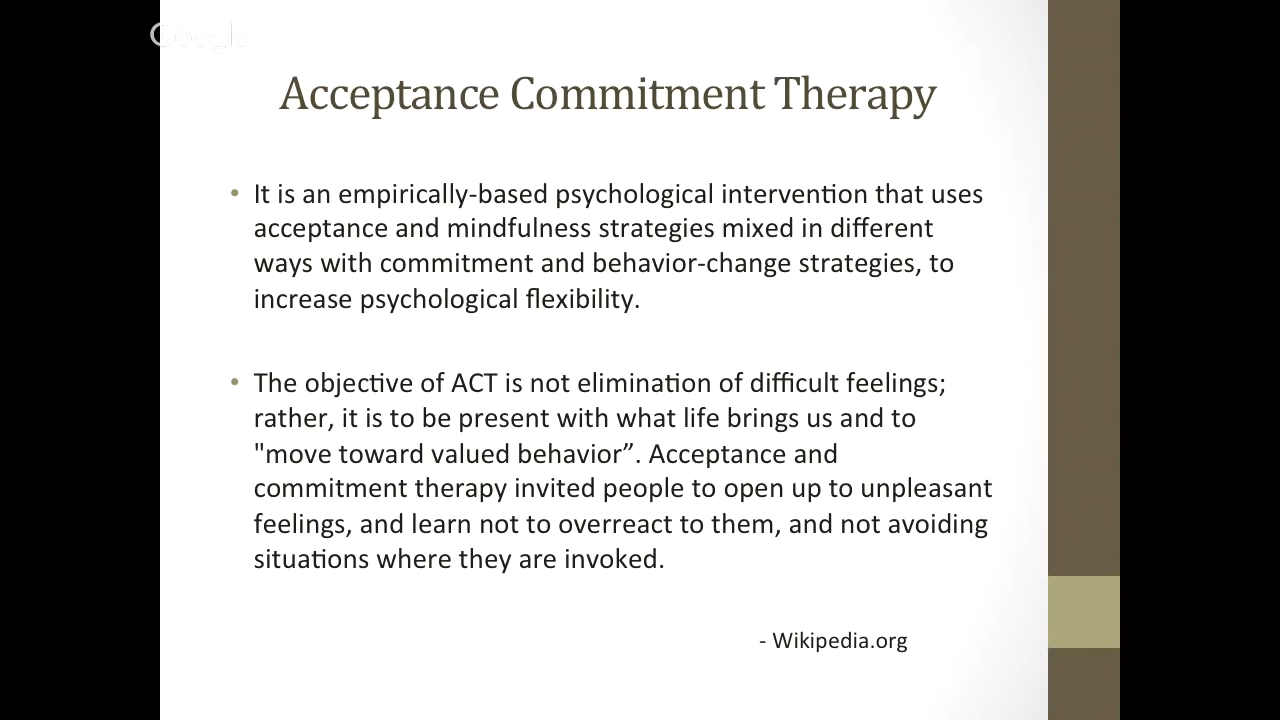 Google
Acceptance Commitment Therapy
• It is an empirically-based psychological intervention that uses
acceptance and mindfulness strategies mixed in different
ways with commitment and behavior-change strategies, to
increase psychological flexibility.
• The objective of ACT is not elimination of difficult feelings;
rather, it is to be present with what life brings us and to
"move toward valued behavior”. Acceptance and
commitment therapy invited people to open up to unpleasant
feelings, and learn not to overreact to them, and not avoiding
situations where they are invoked.
- Wikipedia.org